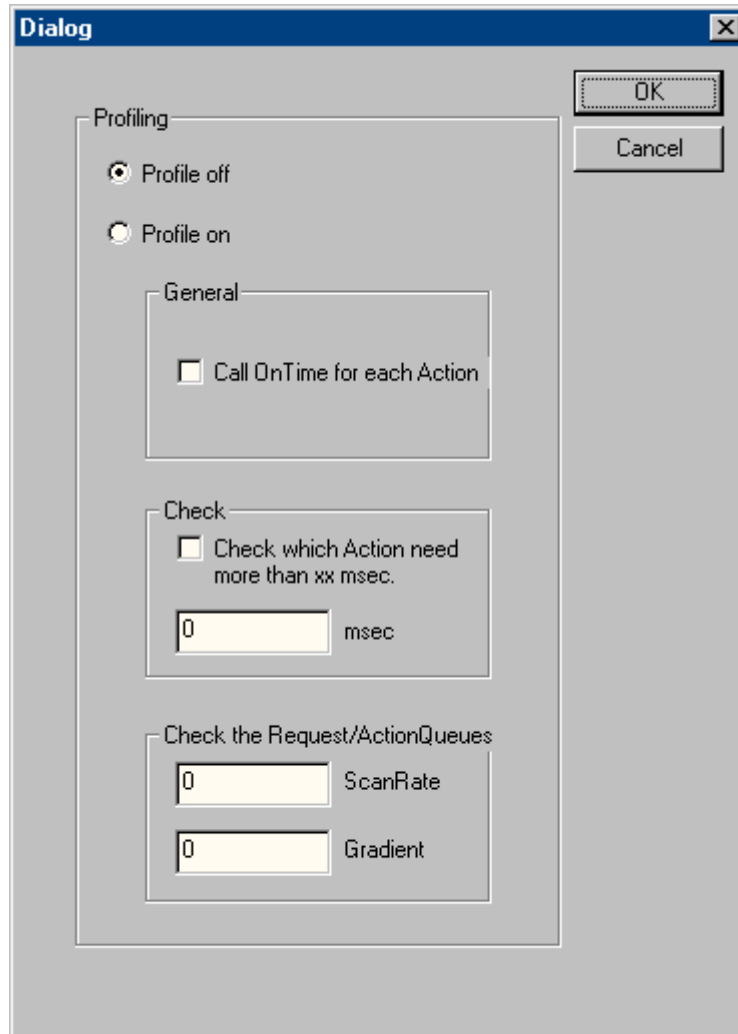 Dialog
OK
Cancel
Profiling
Profile off
Profile on
General
Call OnTime for each Action
Check
Check which Action need
more than xx msec.
0 msec
Check the Request/ActionQueues
0 ScanRate
0 Gradient